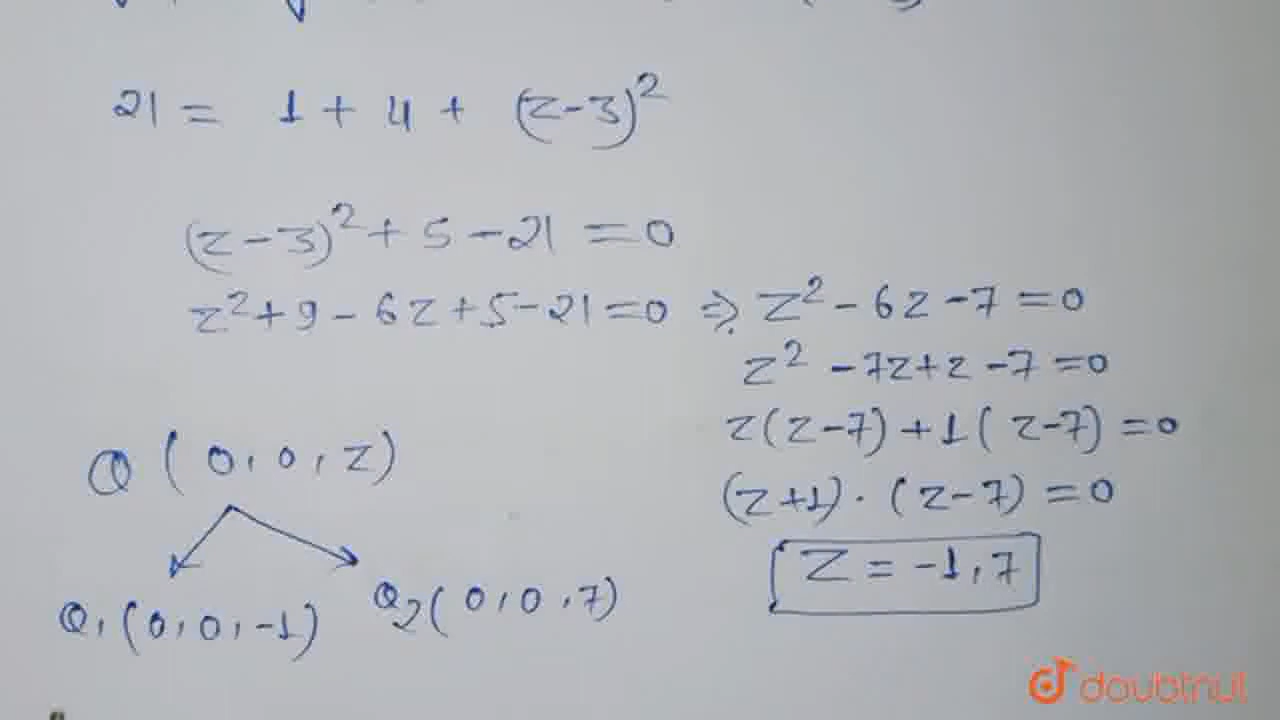 21 = 1 + 4 + (z-3)²
(z-3)² + 5 - 21 = 0
z² + 9 - 6z + 5 - 21 = 0 ⇒ z² - 6z - 7 = 0
z² - 7z + z - 7 = 0
z(z-7) + 1(z-7) = 0
(z+1) · (z-7) = 0
z = -1, 7
Q (0, 0, z)
Q₁ (0, 0, -1) Q₂ (0, 0, 7)
doubtnut